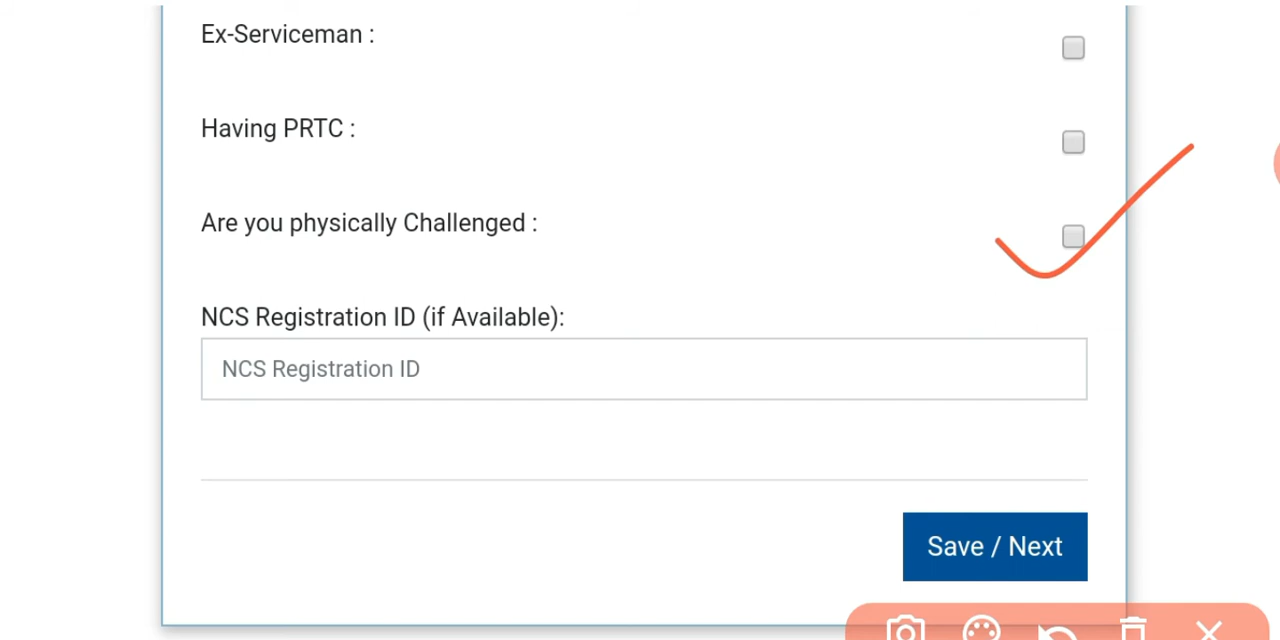 Ex-Serviceman :
Having PRTC :
Are you physically Challenged :
NCS Registration ID (if Available):
NCS Registration ID
Save / Next